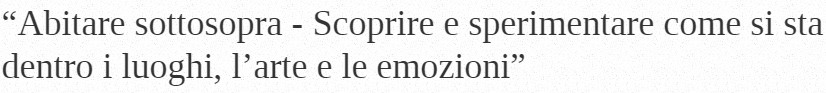 “Abitare sottosopra - Scoprire e sperimentare come si sta
dentro i luoghi, l’arte e le emozioni”